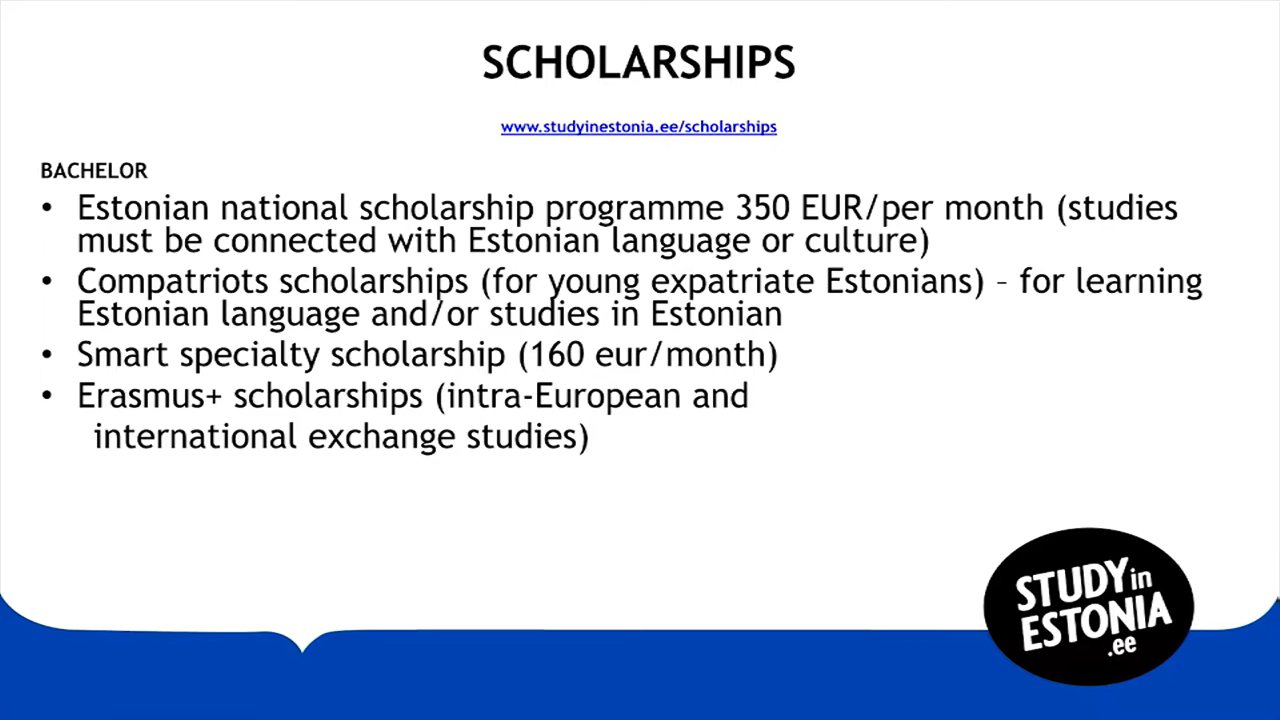 SCHOLARSHIPS
www.studyinestonia.ee/scholarships
BACHELOR
• Estonian national scholarship programme 350 EUR/per month (studies
must be connected with Estonian language or culture)
• Compatriots scholarships (for young expatriate Estonians) – for learning
Estonian language and/or studies in Estonian
• Smart specialty scholarship (160 eur/month)
• Erasmus+ scholarships (intra-European and
international exchange studies)
STUDY in
ESTONIA
.ee